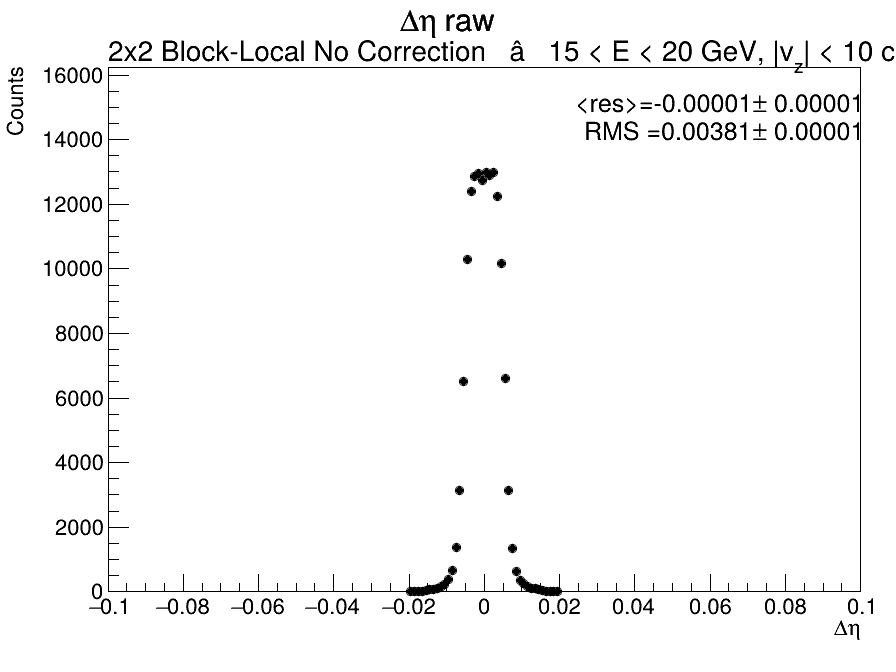 Δη raw
2x2 Block-Local No Correction â 15 < E < 20 GeV, |v_z| < 10 c
Counts
<res>=-0.00001± 0.00001
RMS =0.00381± 0.00001
16000
14000
12000
10000
8000
6000
4000
2000
0
−0.1 −0.08 −0.06 −0.04 −0.02 0 0.02 0.04 0.06 0.08 0.1
Δη